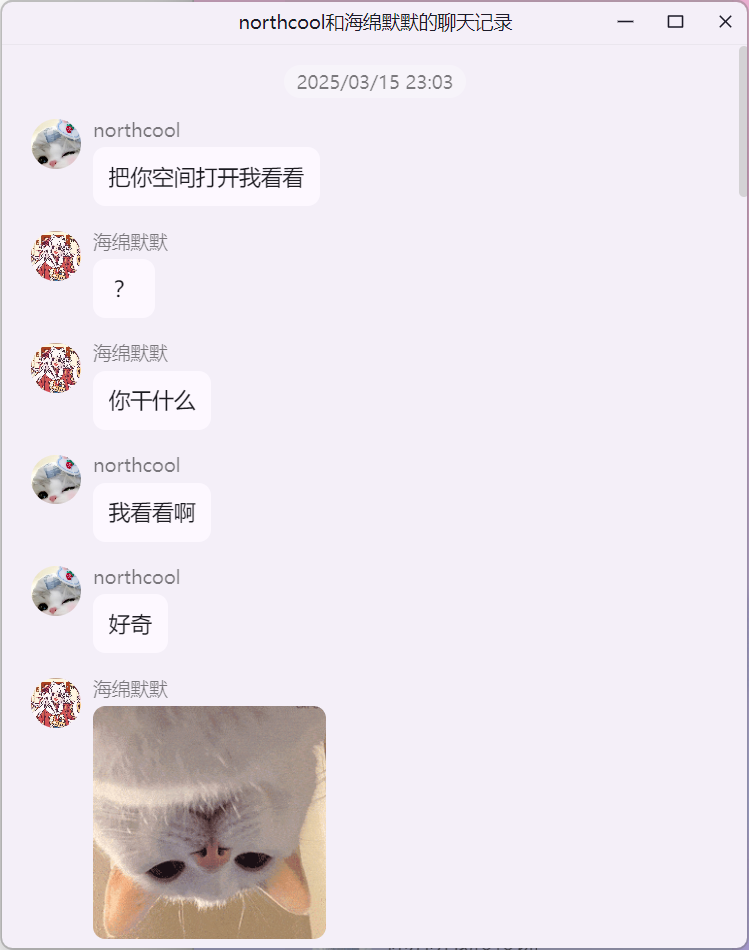 northcool和海绵默默的聊天记录
2025/03/15 23:03
northcool
把你空间打开我看看
海绵默默
？
海绵默默
你干什么
northcool
我看看啊
northcool
好奇
海绵默默